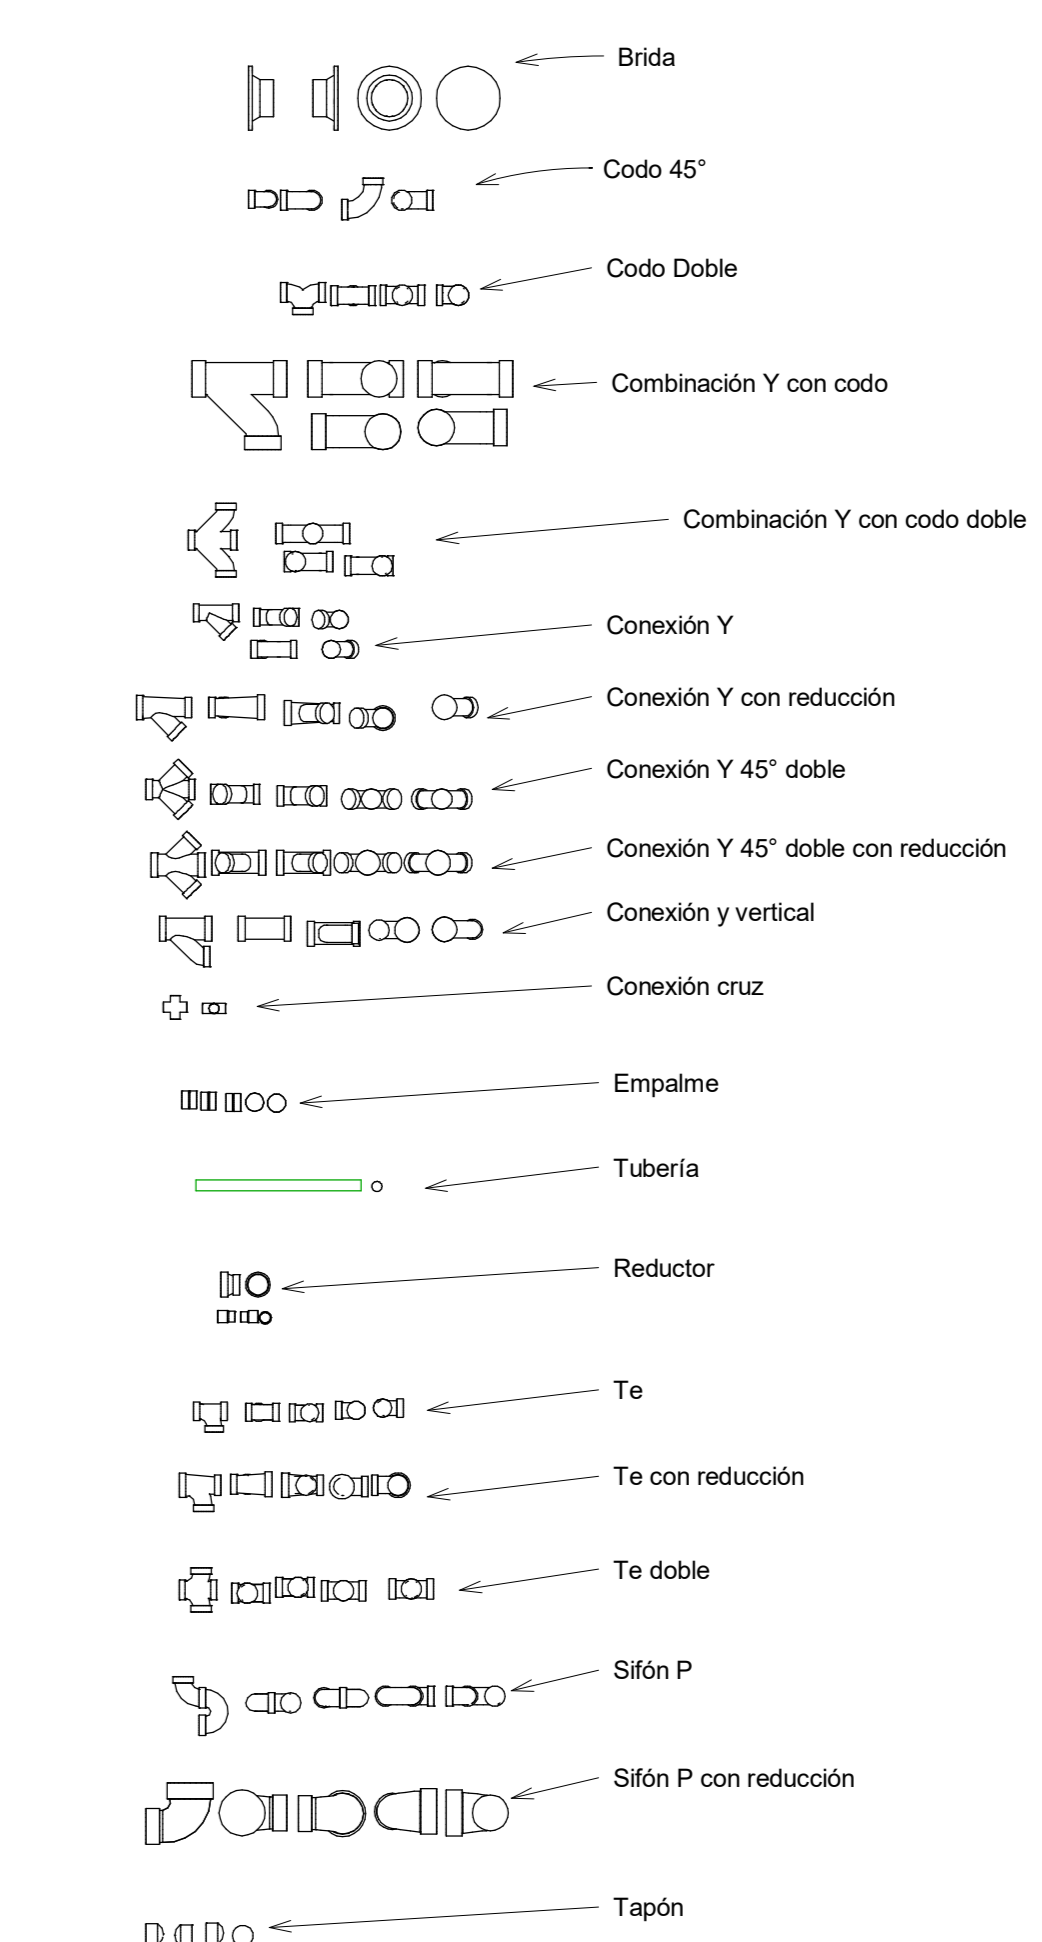 Brida
Codo 45°
Codo Doble
Combinación Y con codo
Combinación Y con codo doble
Conexión Y
Conexión Y con reducción
Conexión Y 45° doble
Conexión Y 45° doble con reducción
Conexión y vertical
Conexión cruz
Empalme
Tubería
Reductor
Te
Te con reducción
Te doble
Sifón P
Sifón P con reducción
Tapón